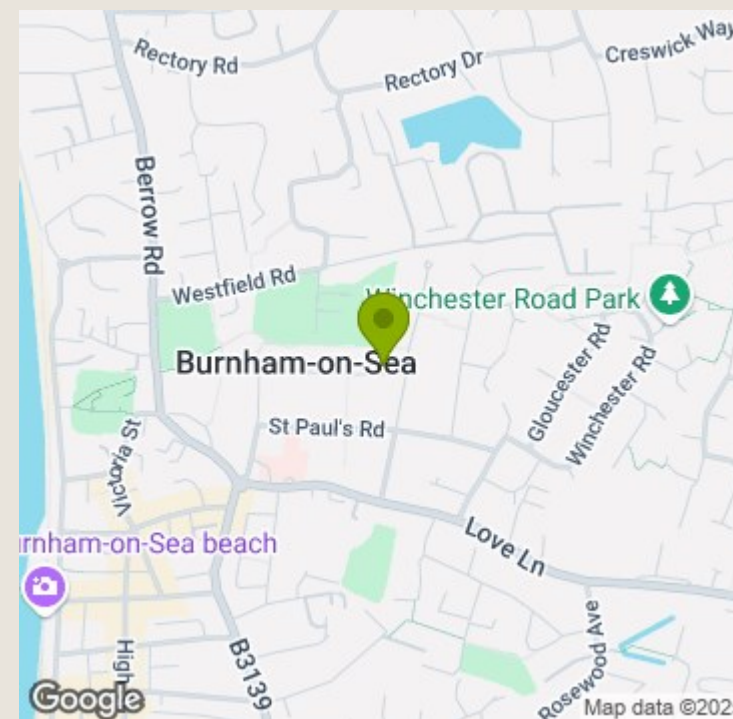 Rectory Rd
Rectory Dr
Creswick Way
Berrow Rd
Westfield Rd
Winchester Road Park
Burnham-on-Sea
Gloucester Rd
Winchester Rd
St Paul's Rd
Victoria St
urnham-on-Sea beach
Love Ln
High
B3139
Rosewood Ave
Google
Map data ©202